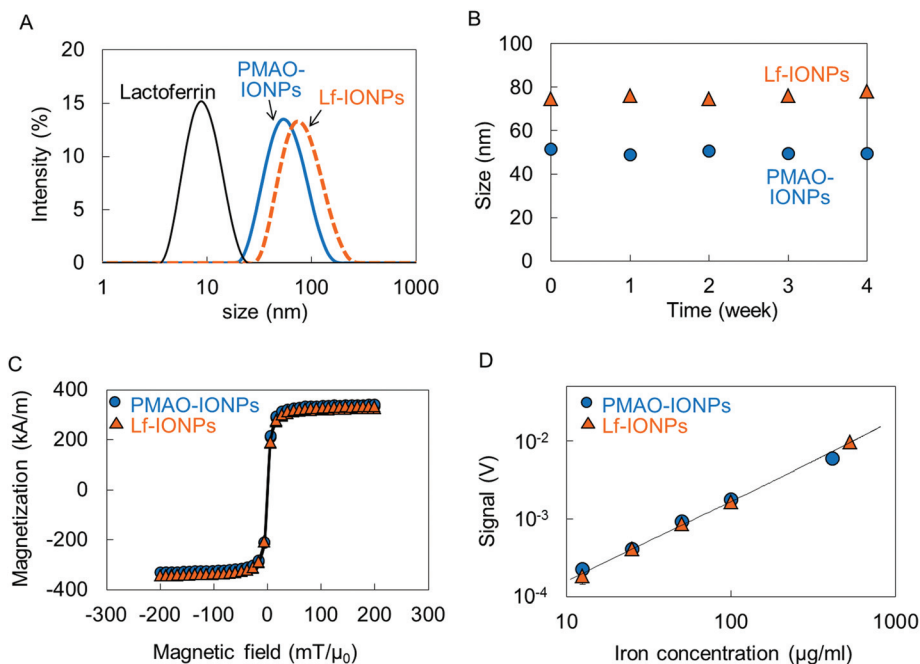 A
20
15
10
5
0
Intensity (%)
Lactoferrin
PMAO-
IONPs
Lf-IONPs
1
10
100
1000
size (nm)
B
100
80
60
40
20
0
Size (nm)
Lf-IONPs
PMAO-
IONPs
0
1
2
3
4
Time (week)
C
400
200
0
-200
-400
Magnetization (kA/m)
PMAO-IONPs
Lf-IONPs
-300
-200
-100
0
100
200
300
Magnetic field (mT/μ₀)
D
10⁻²
10⁻³
10⁻⁴
Signal (V)
PMAO-IONPs
Lf-IONPs
10
100
1000
Iron concentration (μg/ml)